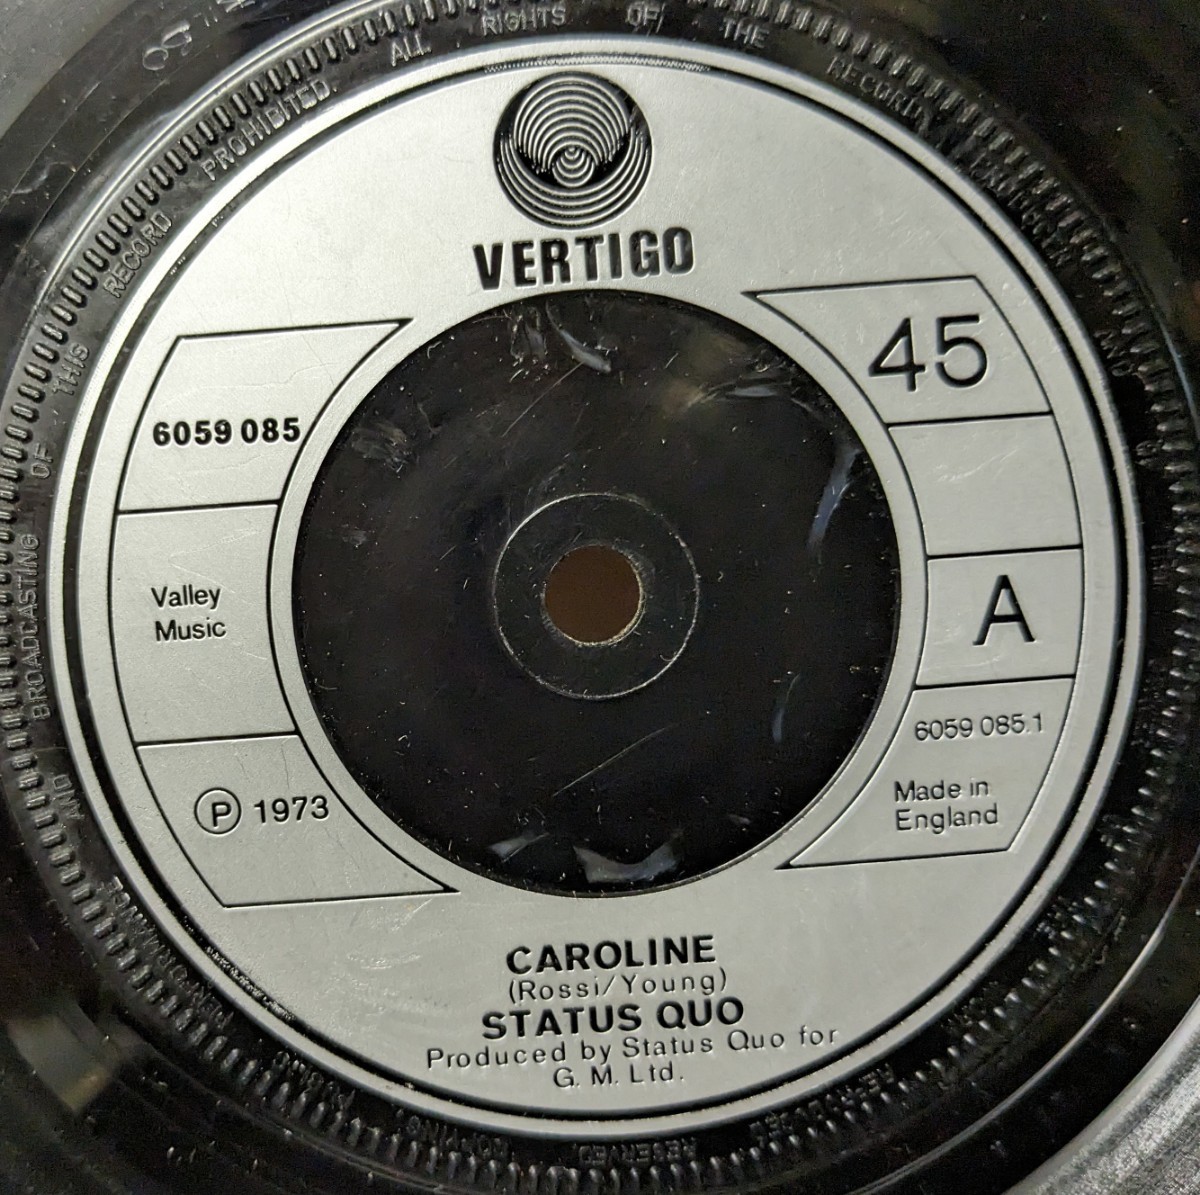 ALL RIGHTS OF THE RECORD
VERTIGO
6059 085
Valley
Music
Ⓟ 1973
45
A
6059 085.1
Made in
England
CAROLINE
(Rossi/Young)
STATUS QUO
Produced by Status Quo for
G. M. Ltd.
RESERVED.
AND BROADCASTING OF THIS RECORD PROHIBITED.